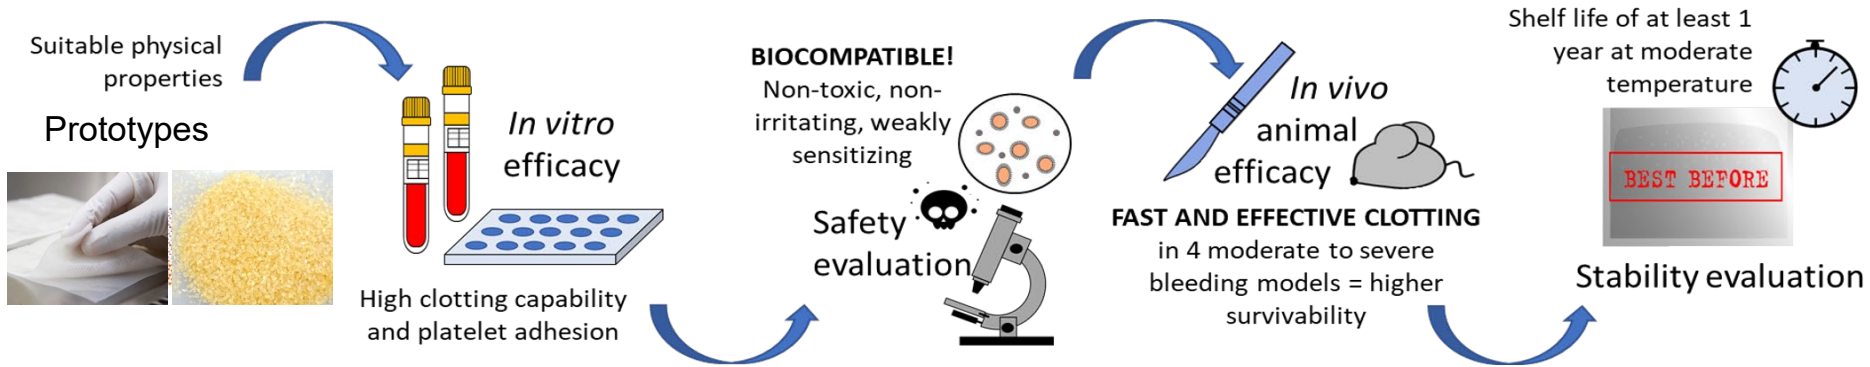 Suitable physical
properties
Prototypes
In vitro
efficacy
High clotting capability
and platelet adhesion
BIOCOMPATIBLE!
Non-toxic, non-
irritating, weakly
sensitizing
Safety
evaluation
In vivo
animal
efficacy
FAST AND EFFECTIVE CLOTTING
in 4 moderate to severe
bleeding models = higher
survivability
Shelf life of at least 1
year at moderate
temperature
BEST BEFORE
Stability evaluation